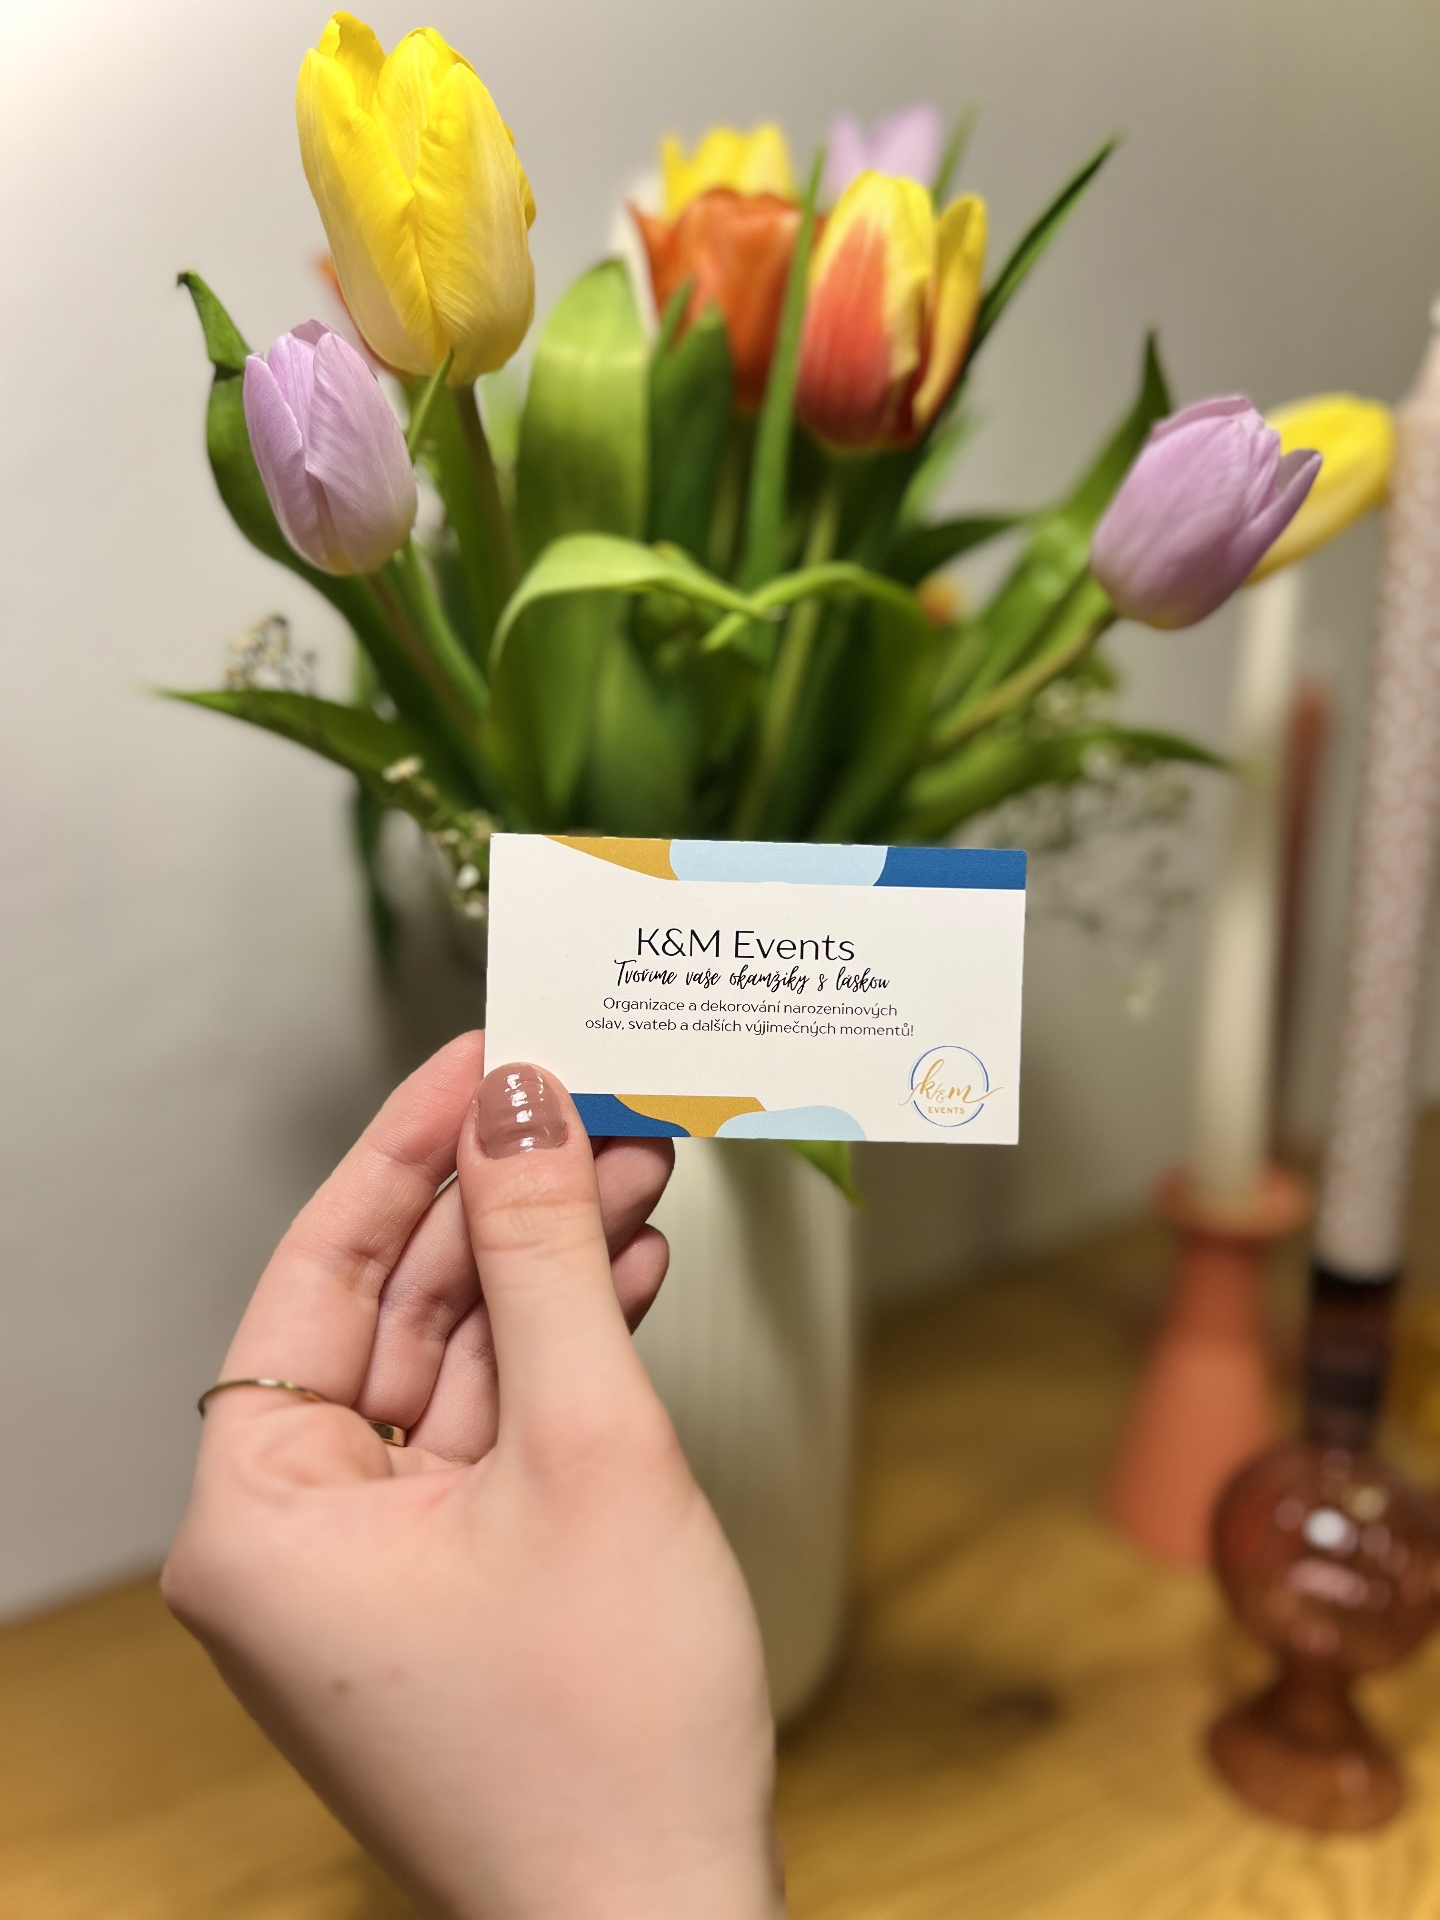 K&M Events
Tvoříme vaše okamžiky s láskou
Organizace a dekorování narozeninových
oslav, svateb a dalších výjimečných momentů!
k&m
EVENTS